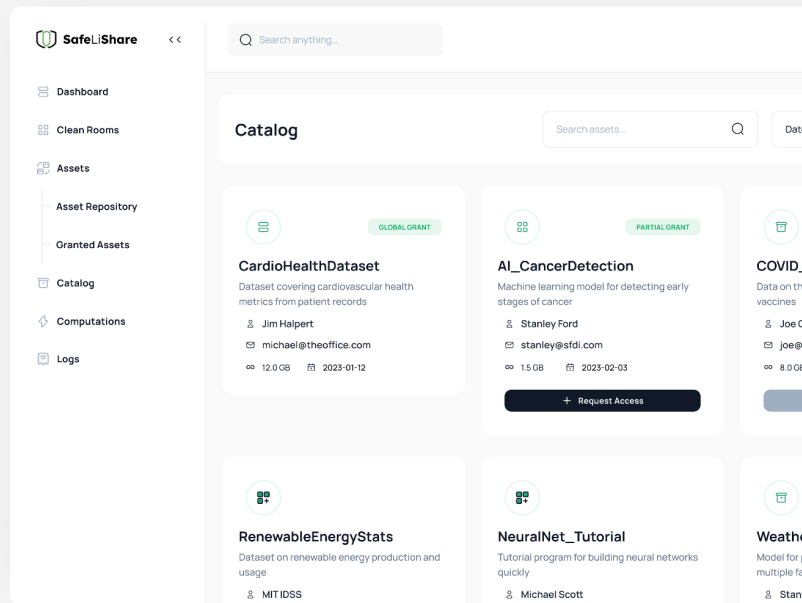 SafeLiShare
<<
Search anything..
Dashboard
Clean Rooms
Assets
Asset Repository
Granted Assets
Catalog
Computations
Logs
Catalog
Search assets...
GLOBAL GRANT
CardioHealthDataset
Dataset covering cardiovascular health
metrics from patient records
Jim Halpert
michael@theoffice.com
12.0 GB 2023-01-12
PARTIAL GRANT
AI_CancerDetection
Machine learning model for detecting early
stages of cancer
Stanley Ford
stanley@sfdi.com
1.5 GB 2023-02-03
+ Request Access
COVID_
Data on
vaccines
Joe
joe@
8.0 GB
RenewableEnergyStats
Dataset on renewable energy production and
usage
MIT IDSS
NeuralNet_Tutorial
Tutorial program for building neural networks
quickly
Michael Scott
Model for
multiple